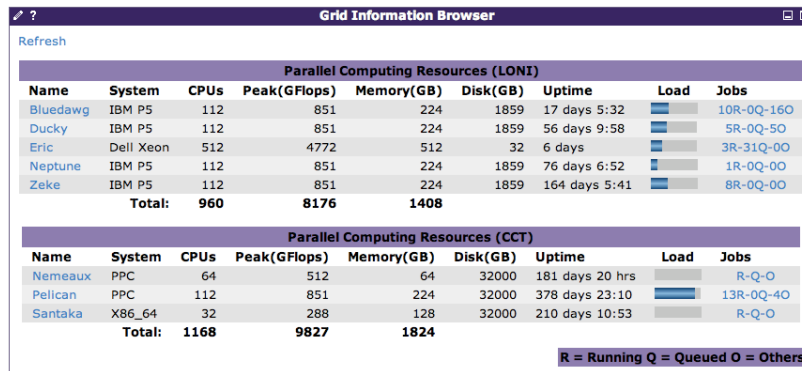 Grid Information Browser
Refresh
Parallel Computing Resources (LONI)
Name System CPUs Peak(GFlops) Memory(GB) Disk(GB) Uptime Load Jobs
Bluedawg IBM P5 112 851 224 1859 17 days 5:32 10R-0Q-16O
Ducky IBM P5 112 851 224 1859 56 days 9:58 5R-0Q-5O
Eric Dell Xeon 512 4772 512 32 6 days 3R-31Q-0O
Neptune IBM P5 112 851 224 1859 76 days 6:52 1R-0Q-0O
Zeke IBM P5 112 851 224 1859 164 days 5:41 8R-0Q-0O
Total: 960 8176 1408
Parallel Computing Resources (CCT)
Name System CPUs Peak(GFlops) Memory(GB) Disk(GB) Uptime Load Jobs
Nemeaux PPC 64 512 64 32000 181 days 20 hrs R-Q-O
Pelican PPC 112 851 224 32000 378 days 23:10 13R-0Q-4O
Santaka X86_64 32 288 128 32000 210 days 10:53 R-Q-O
Total: 1168 9827 1824
R = Running Q = Queued O = Others